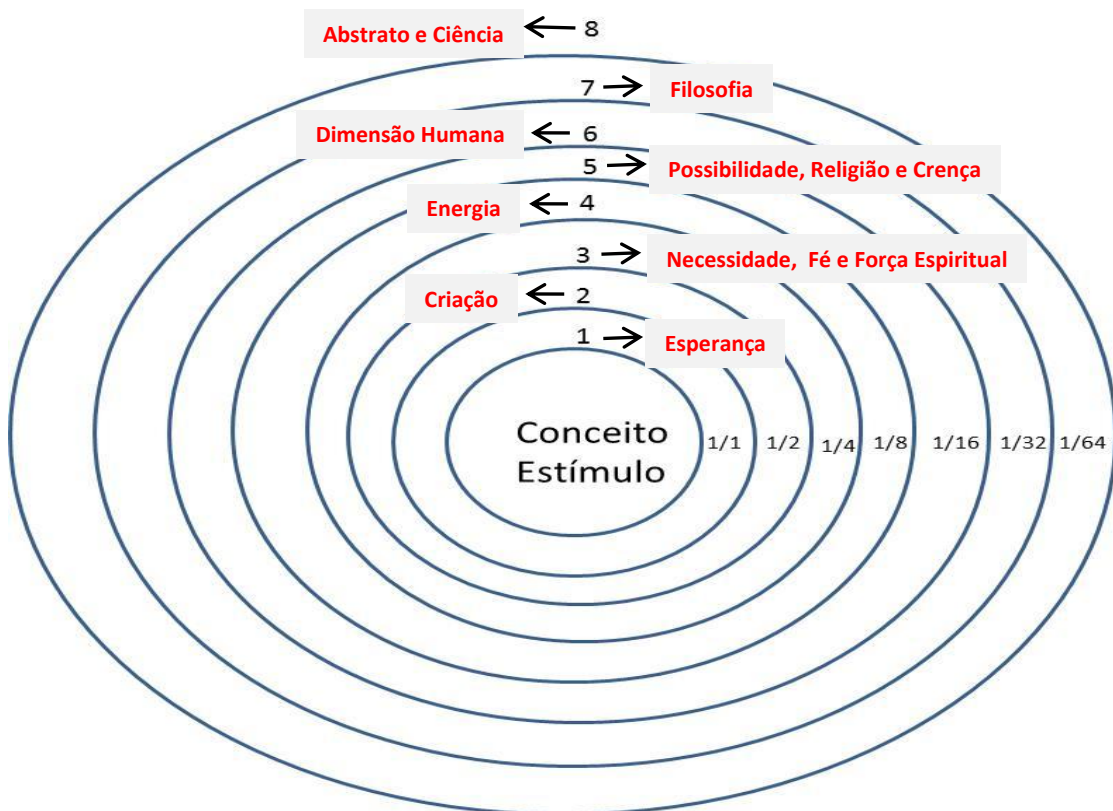 Abstrato e Ciência 8
7 Filosofia
Dimensão Humana 6
5 Possibilidade, Religião e Crença
Energia 4
3 Necessidade, Fé e Força Espiritual
Criação 2
1 Esperança
Conceito
Estímulo
1/1 1/2 1/4 1/8 1/16 1/32 1/64